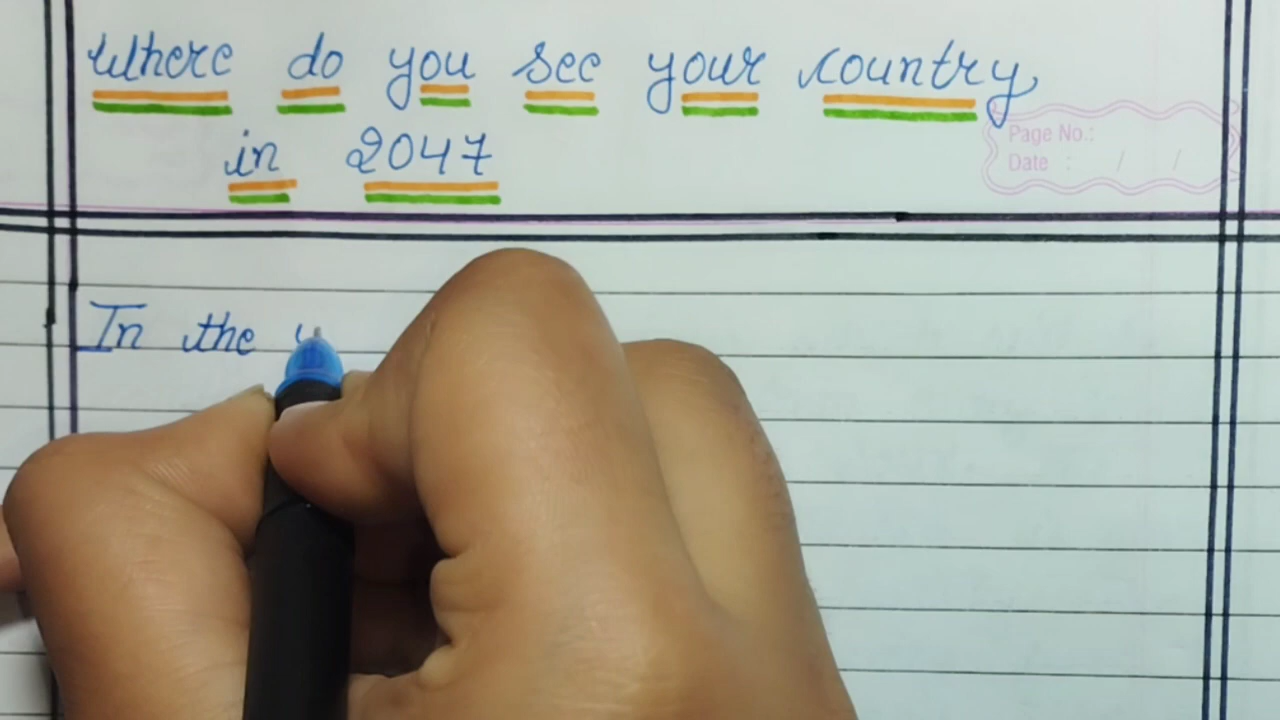 Where do you see your country
in 2047
Page No.:
Date : / /
In the y